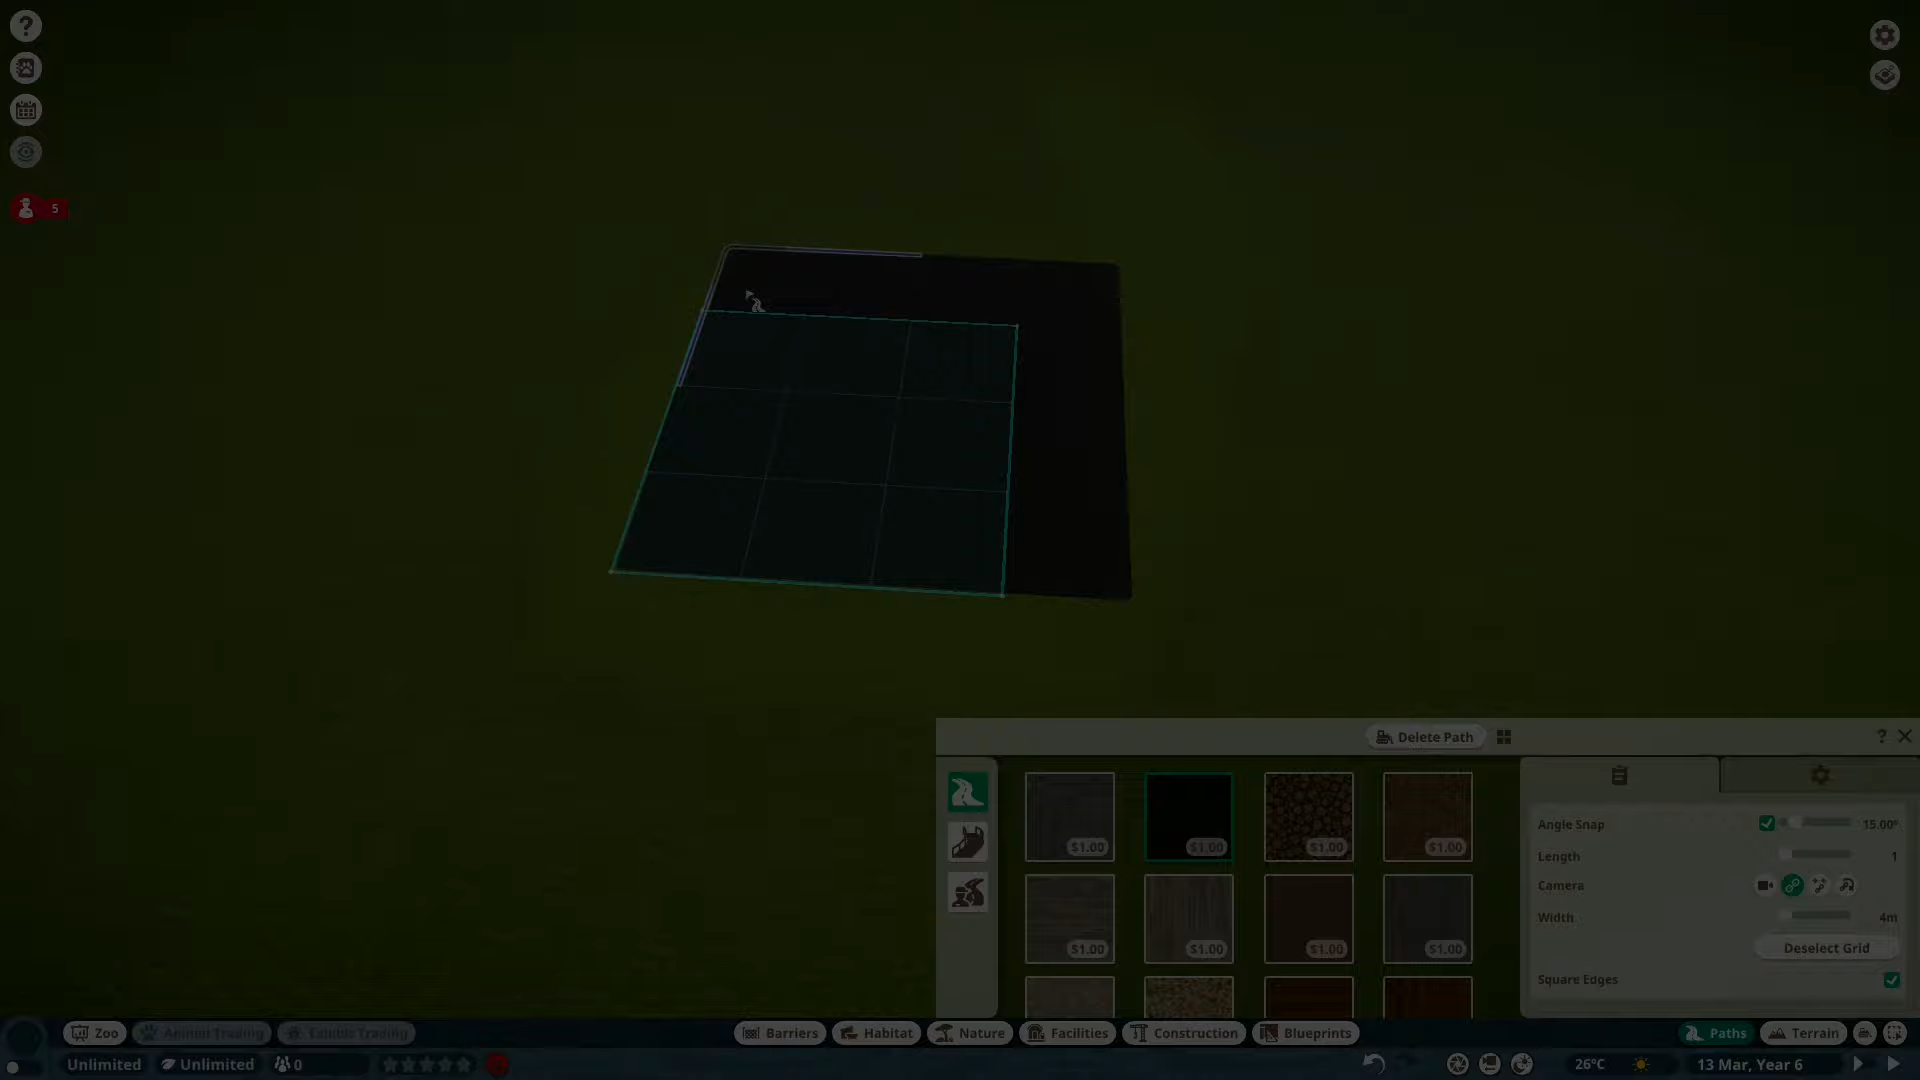 ?
5
Delete Path
?
$1.00 $1.00 $1.00 $1.00
$1.00 $1.00 $1.00 $1.00
Angle Snap 15.00°
Length 1
Camera
Width 4m
Deselect Grid
Square Edges
Zoo Animal Trading Exhibit Trading Barriers Habitat Nature Facilities Construction Blueprints Paths Terrain
Unlimited Unlimited 0 26°C 13 Mar, Year 6